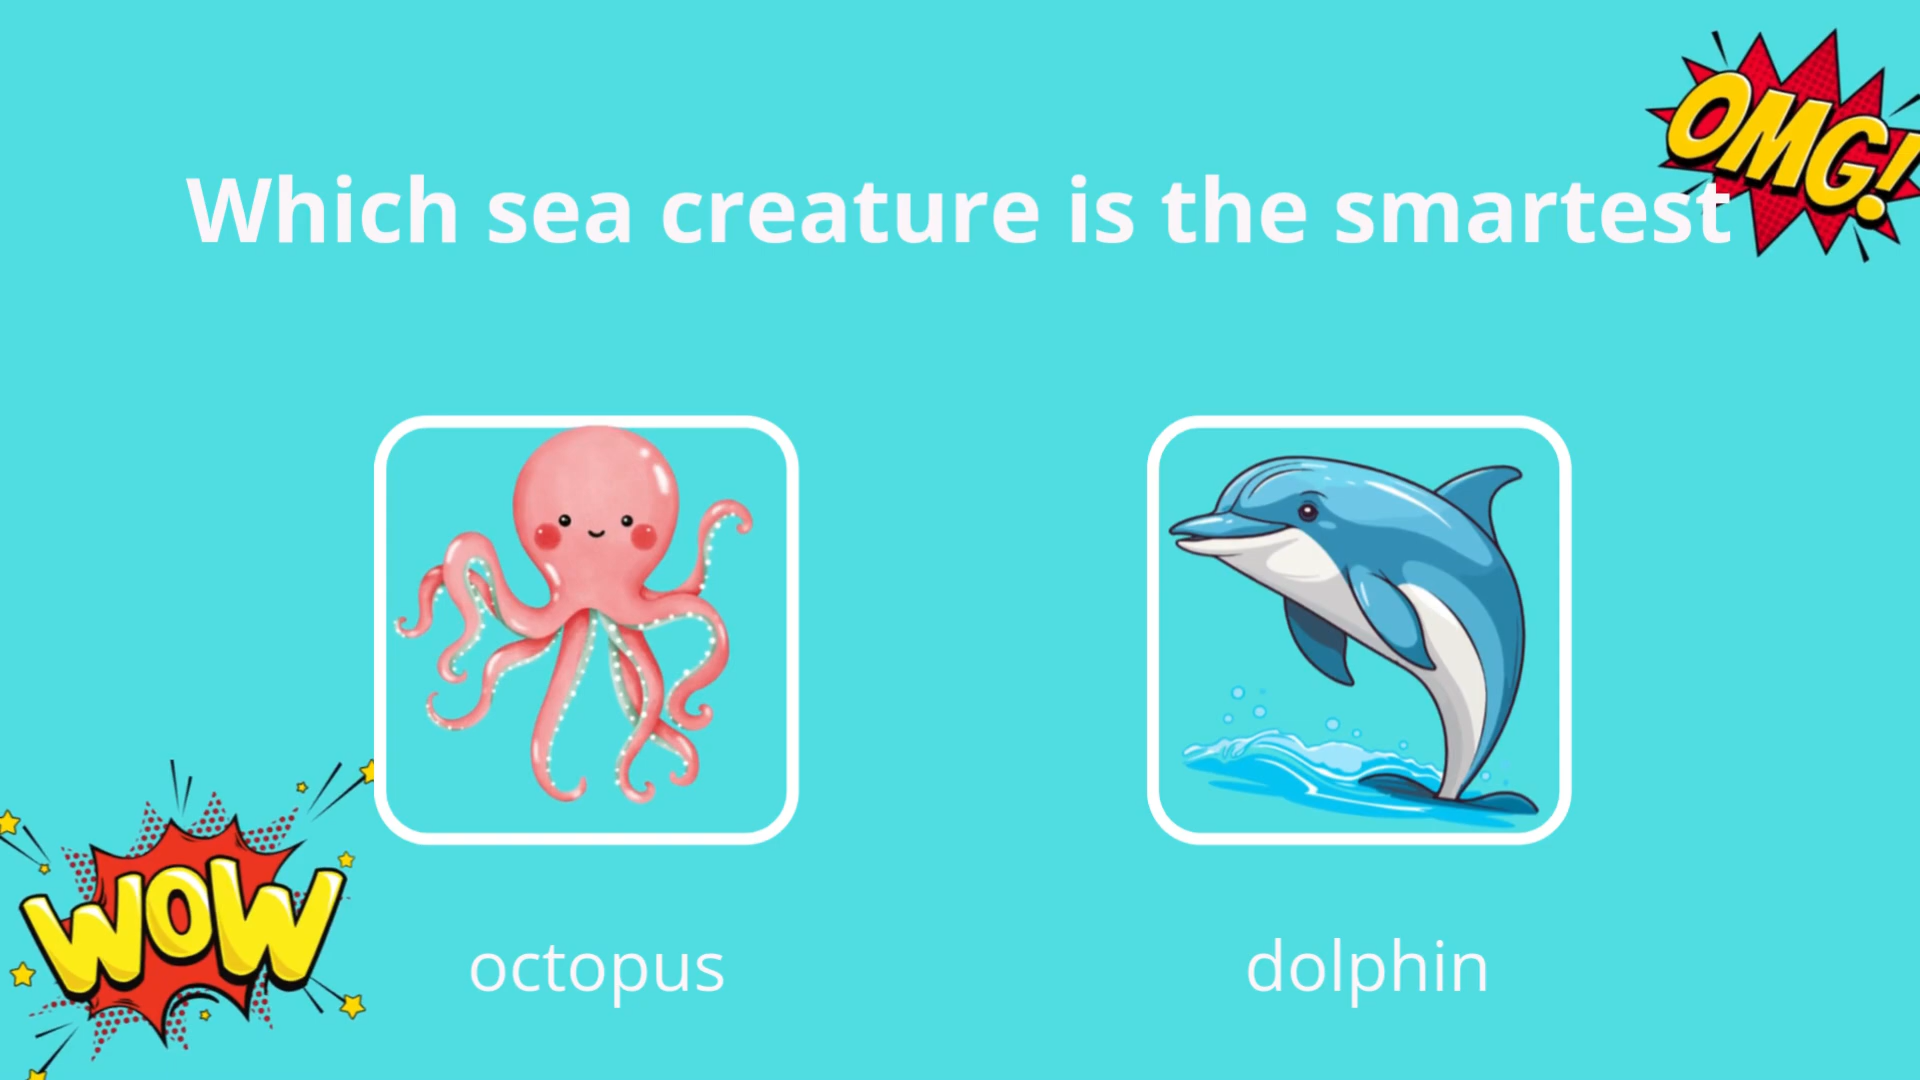 OMG!
Which sea creature is the smartest
WOW
octopus
dolphin